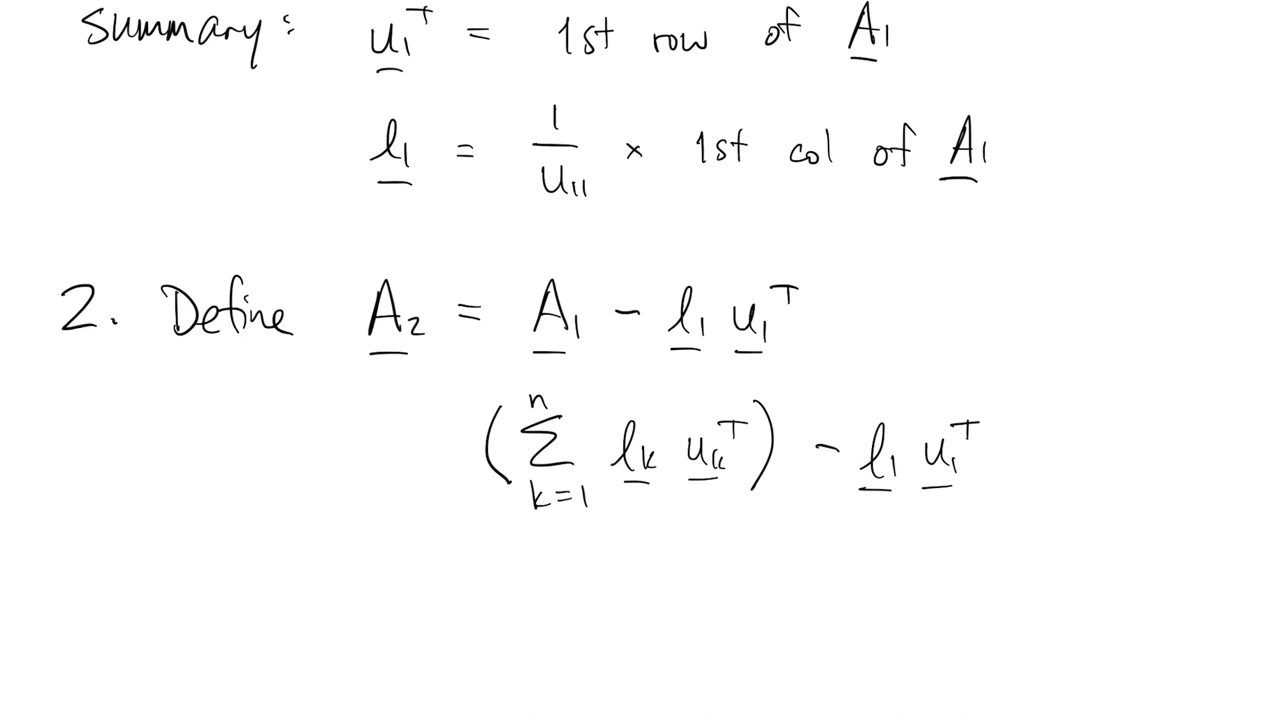 Summary: u₁ᵀ = 1st row of A₁
l₁ = 1/u₁₁ × 1st col of A₁
2. Define A₂ = A₁ - l₁ u₁ᵀ
(∑ₖ₌₁ⁿ lₖ uₖᵀ) - l₁ u₁ᵀ